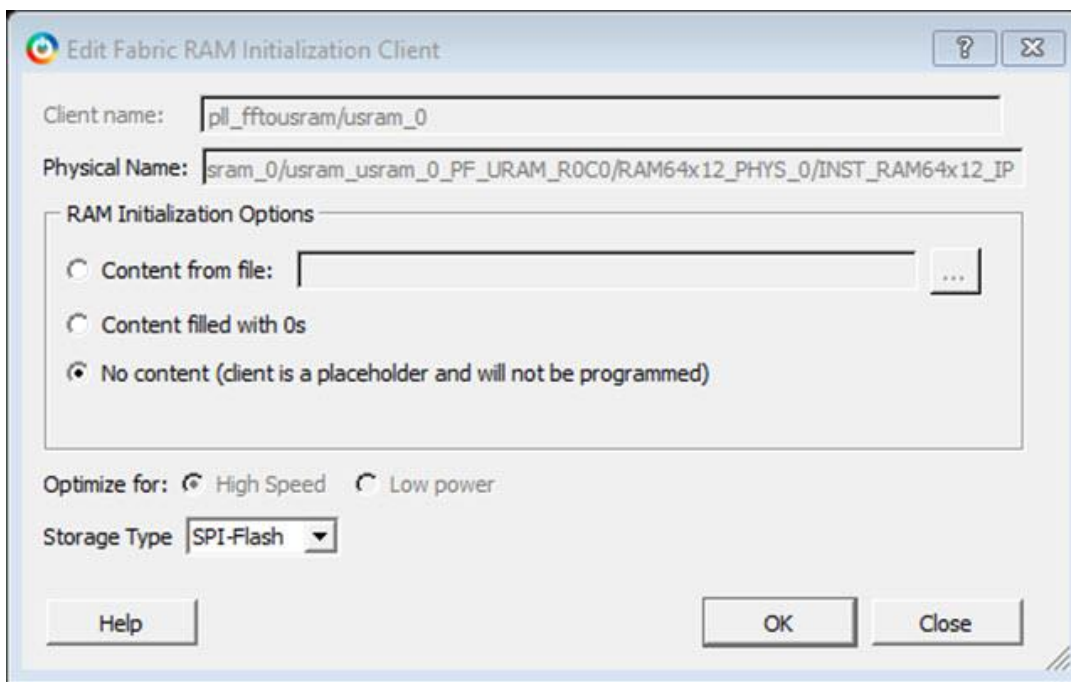 Edit Fabric RAM Initialization Client
Client name: pll_fftousram/usram_0
Physical Name: sram_0/usram_usram_0_PF_URAM_R0C0/RAM64x12_PHYS_0/INST_RAM64x12_IP
RAM Initialization Options
Content from file: ...
Content filled with 0s
No content (client is a placeholder and will not be programmed)
Optimize for: High Speed Low power
Storage Type SPI-Flash
Help OK Close